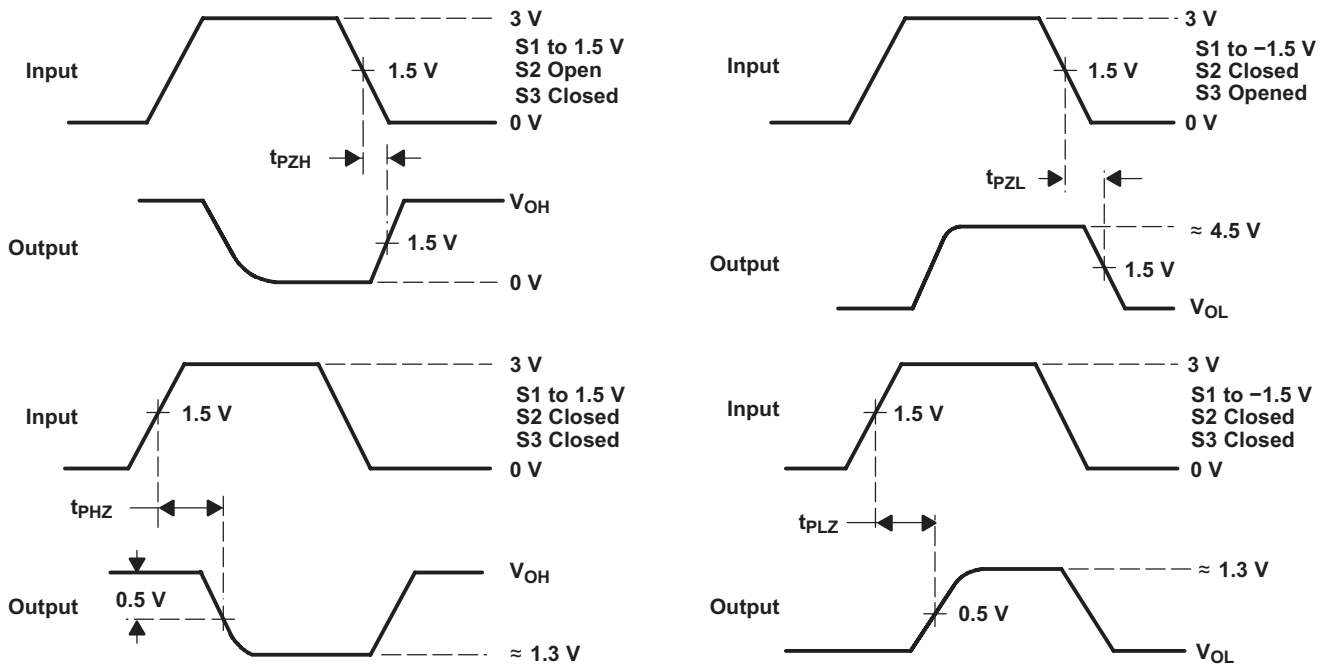 3 V
S1 to 1.5 V
Input
1.5 V
S2 Open
S3 Closed
0 V
tPZH
VOH
Output
1.5 V
0 V
3 V
S1 to −1.5 V
Input
1.5 V
S2 Closed
S3 Opened
0 V
tPZL
≈ 4.5 V
Output
1.5 V
VOL
3 V
S1 to 1.5 V
Input
1.5 V
S2 Closed
S3 Closed
0 V
tPHZ
VOH
0.5 V
Output
≈ 1.3 V
3 V
S1 to −1.5 V
Input
1.5 V
S2 Closed
S3 Closed
0 V
tPLZ
≈ 1.3 V
Output
0.5 V
VOL